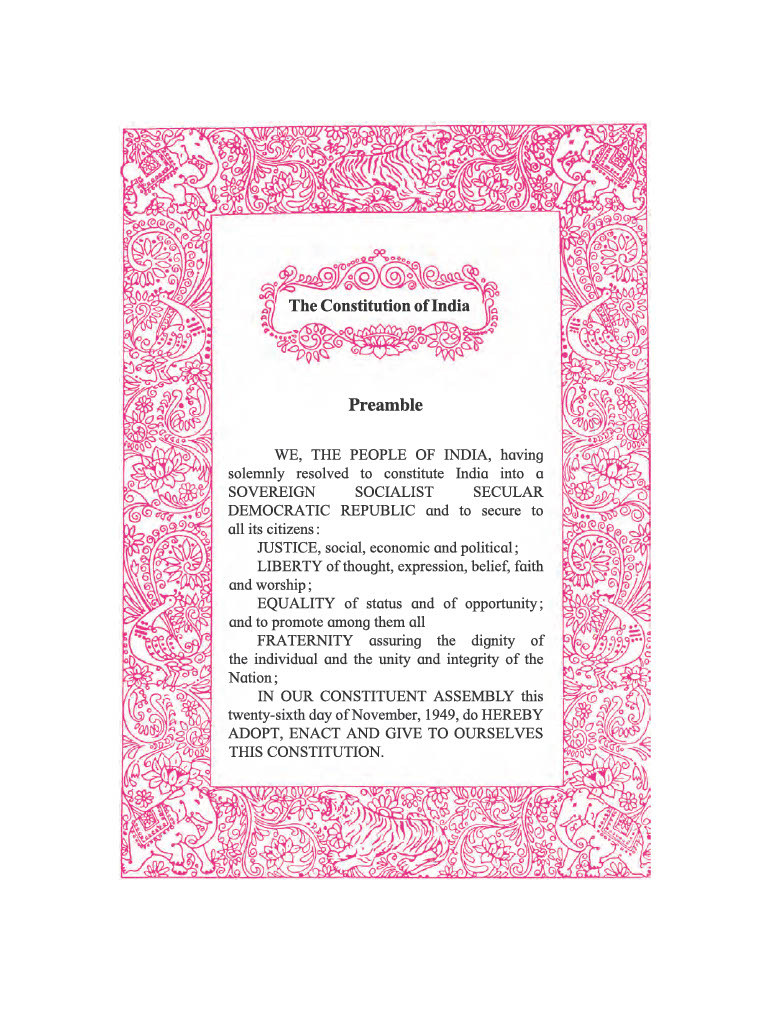 The Constitution of India
Preamble
WE, THE PEOPLE OF INDIA, having
solemnly resolved to constitute India into a
SOVEREIGN SOCIALIST SECULAR
DEMOCRATIC REPUBLIC and to secure to
all its citizens :
JUSTICE, social, economic and political ;
LIBERTY of thought, expression, belief, faith
and worship ;
EQUALITY of status and of opportunity ;
and to promote among them all
FRATERNITY assuring the dignity of
the individual and the unity and integrity of the
Nation ;
IN OUR CONSTITUENT ASSEMBLY this
twenty-sixth day of November, 1949, do HEREBY
ADOPT, ENACT AND GIVE TO OURSELVES
THIS CONSTITUTION.